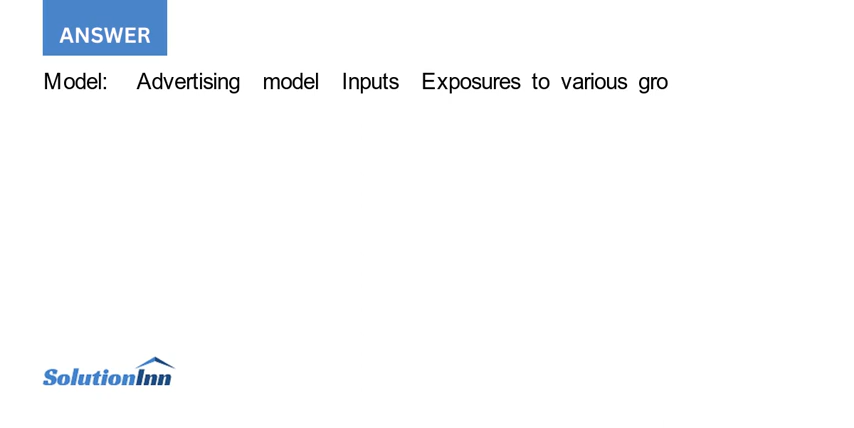 ANSWER
Model: Advertising model Inputs Exposures to various gro
SolutionInn